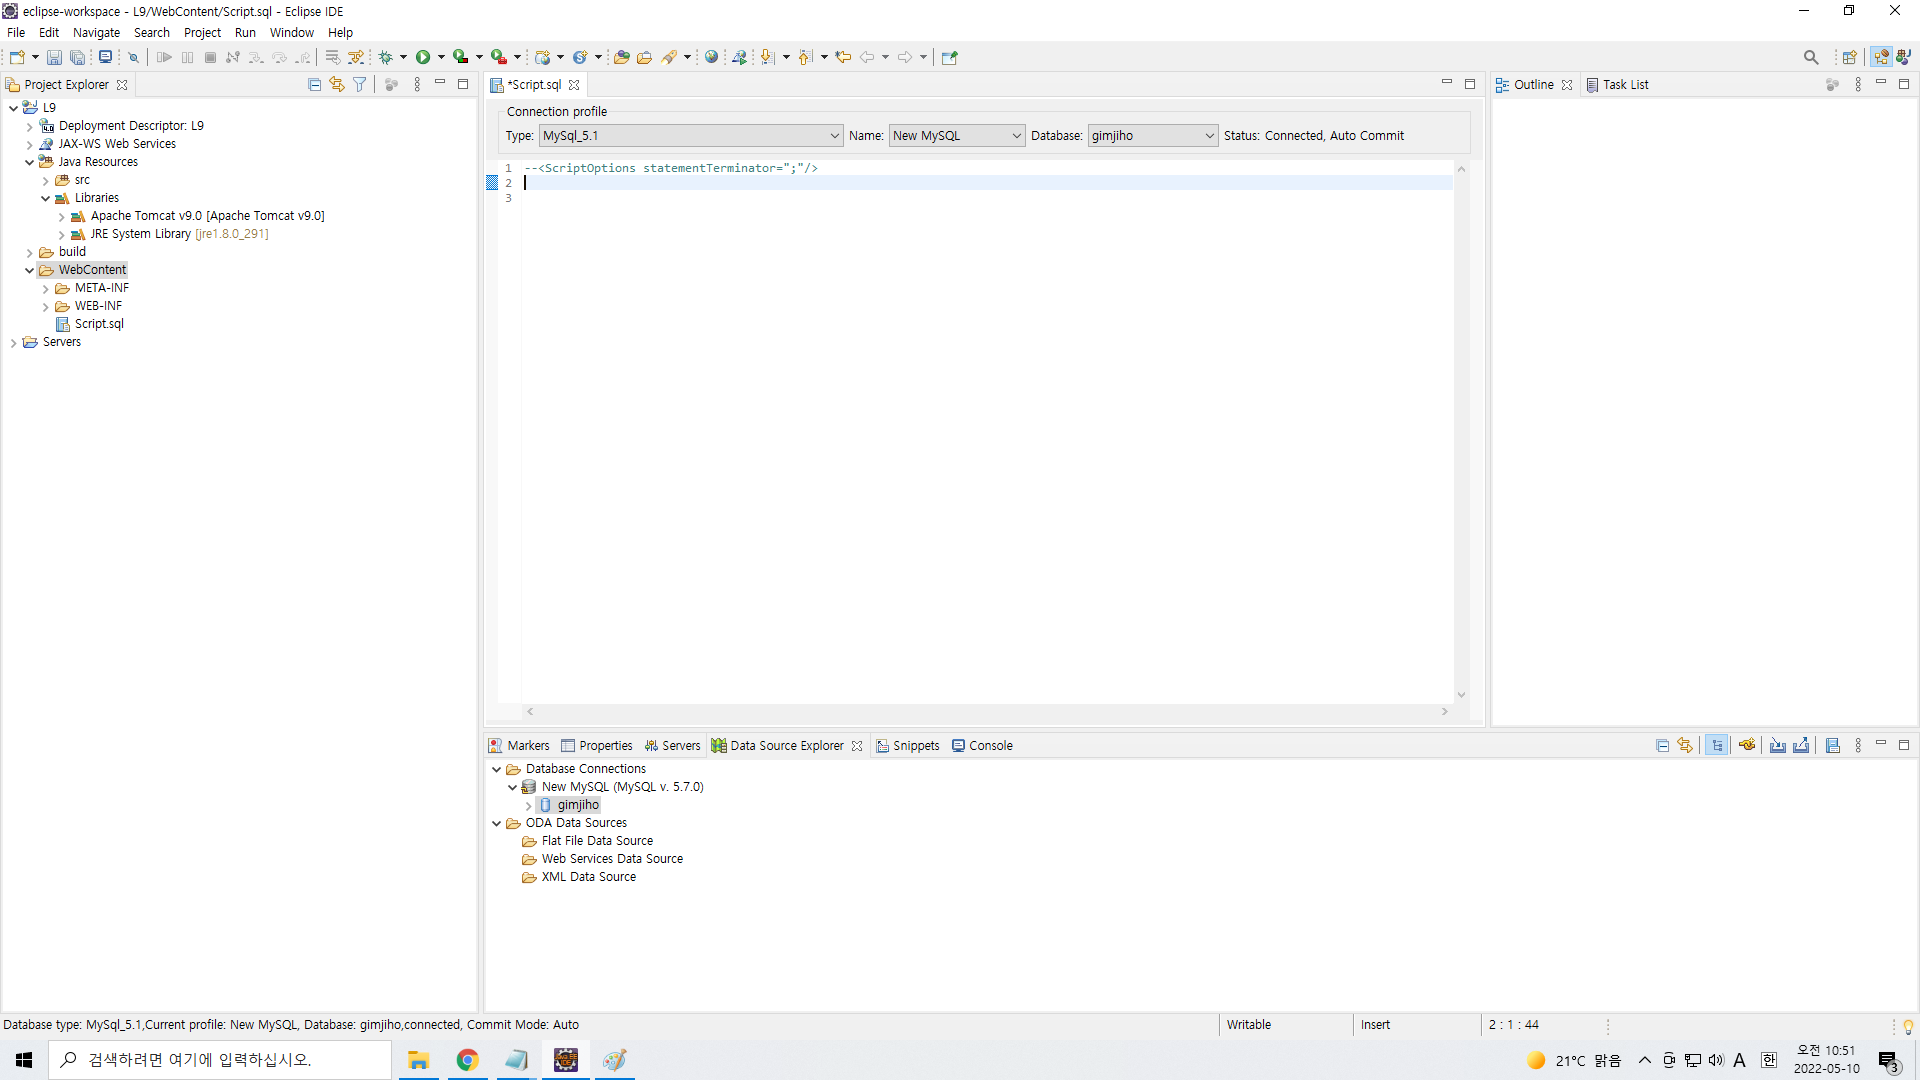 eclipse-workspace - L9/WebContent/Script.sql - Eclipse IDE
File Edit Navigate Search Project Run Window Help
Project Explorer
L9
Deployment Descriptor: L9
JAX-WS Web Services
Java Resources
src
Libraries
Apache Tomcat v9.0 [Apache Tomcat v9.0]
JRE System Library [jre1.8.0_291]
build
WebContent
META-INF
WEB-INF
Script.sql
Servers
*Script.sql
Connection profile
Type: MySql_5.1 Name: New MySQL Database: gimjiho Status: Connected, Auto Commit
1 --<ScriptOptions statementTerminator=";"/>
2
3
Outline Task List
Markers Properties Servers Data Source Explorer Snippets Console
Database Connections
New MySQL (MySQL v. 5.7.0)
gimjiho
ODA Data Sources
Flat File Data Source
Web Services Data Source
XML Data Source
Database type: MySql_5.1,Current profile: New MySQL, Database: gimjiho,connected, Commit Mode: Auto Writable Insert 2 : 1 : 44
검색하려면 여기에 입력하십시오.
21°C 맑음 A 한 오전 10:51
2022-05-10
3